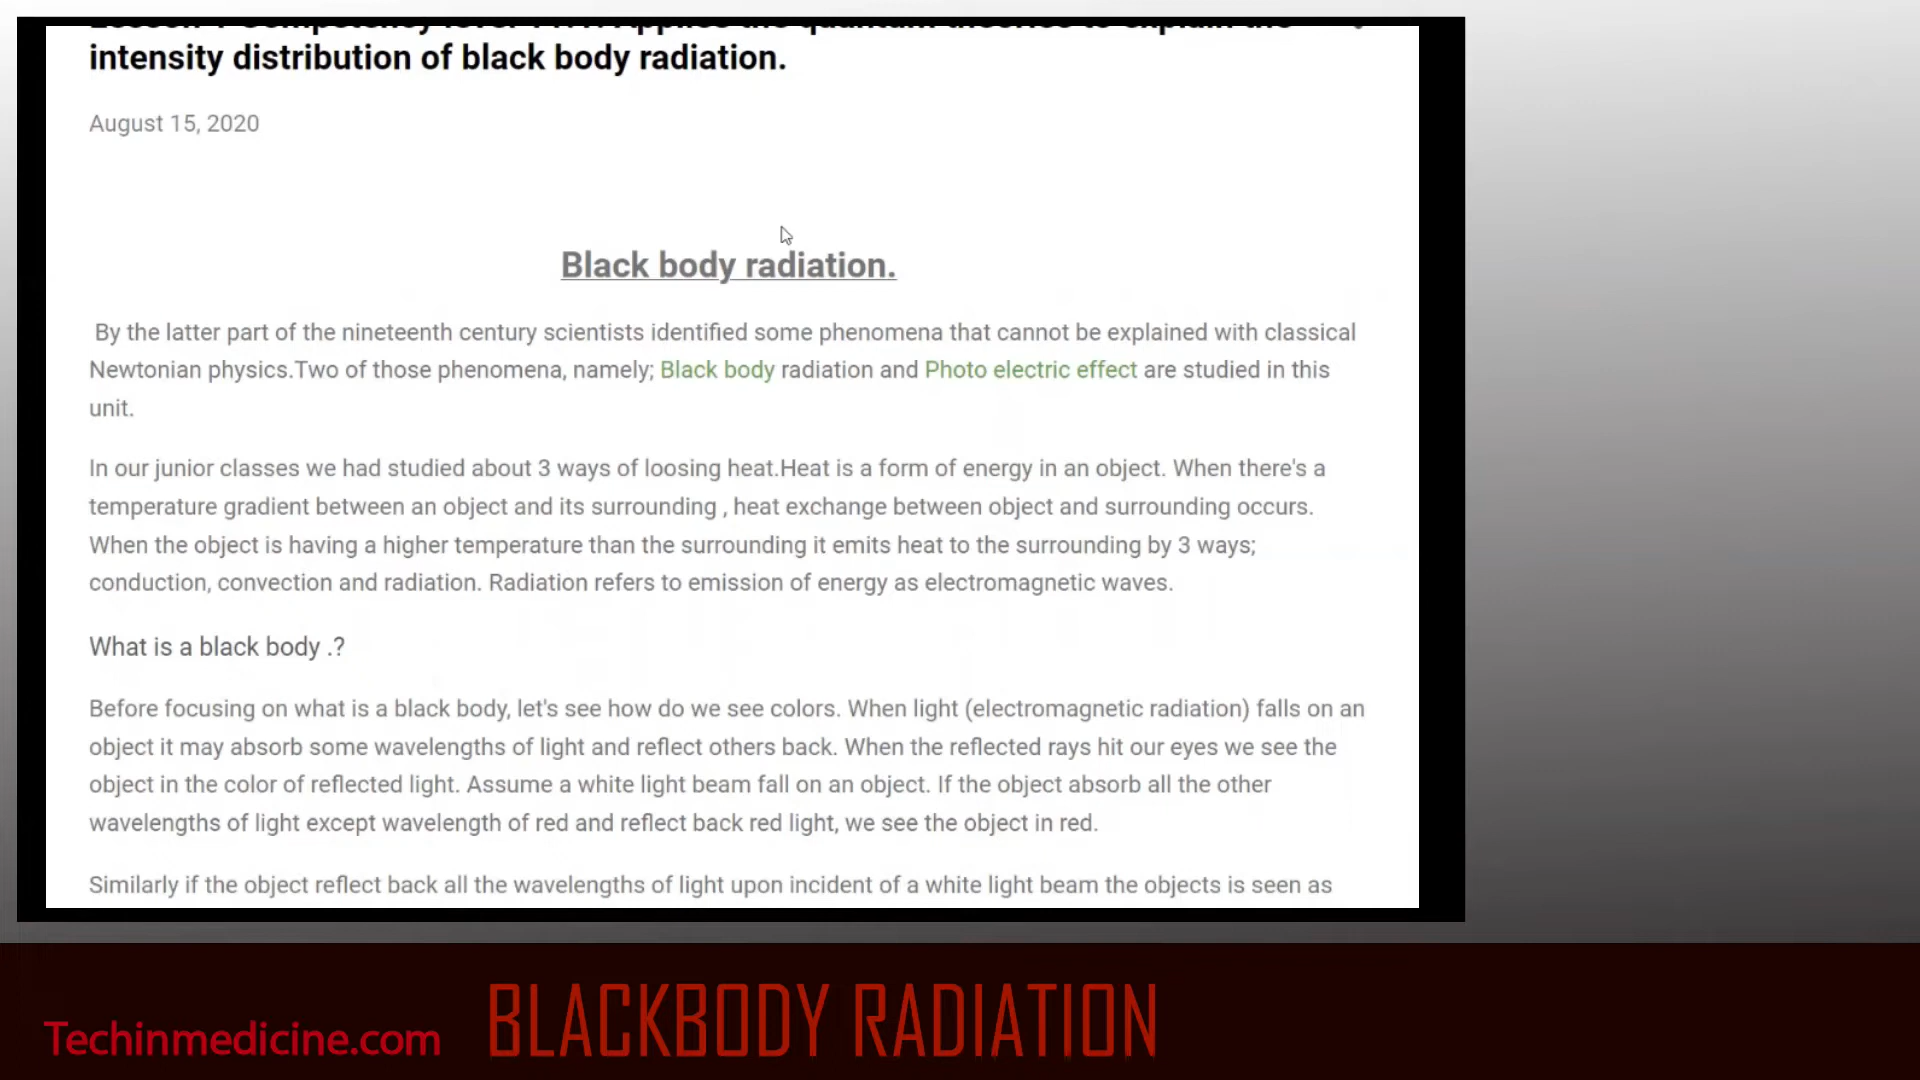 intensity distribution of black body radiation.
August 15, 2020
Black body radiation.
By the latter part of the nineteenth century scientists identified some phenomena that cannot be explained with classical
Newtonian physics.Two of those phenomena, namely; Black body radiation and Photo electric effect are studied in this
unit.
In our junior classes we had studied about 3 ways of loosing heat.Heat is a form of energy in an object. When there's a
temperature gradient between an object and its surrounding , heat exchange between object and surrounding occurs.
When the object is having a higher temperature than the surrounding it emits heat to the surrounding by 3 ways;
conduction, convection and radiation. Radiation refers to emission of energy as electromagnetic waves.
What is a black body .?
Before focusing on what is a black body, let's see how do we see colors. When light (electromagnetic radiation) falls on an
object it may absorb some wavelengths of light and reflect others back. When the reflected rays hit our eyes we see the
object in the color of reflected light. Assume a white light beam fall on an object. If the object absorb all the other
wavelengths of light except wavelength of red and reflect back red light, we see the object in red.
Similarly if the object reflect back all the wavelengths of light upon incident of a white light beam the objects is seen as
Techinmedicine.com
BLACKBODY RADIATION